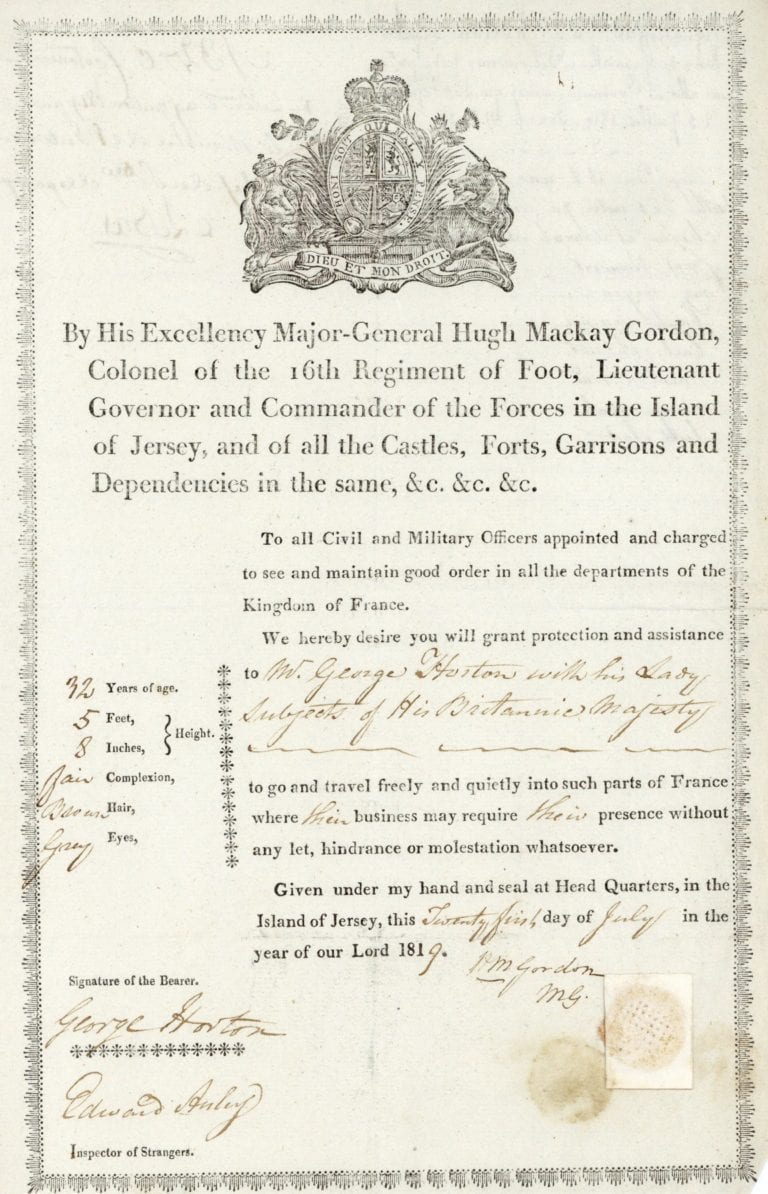 HONI SOIT QUI MAL Y PENSE
DIEU ET MON DROIT.
By His Excellency Major-General Hugh Mackay Gordon,
Colonel of the 16th Regiment of Foot, Lieutenant
Governor and Commander of the Forces in the Island
of Jersey, and of all the Castles, Forts, Garrisons and
Dependencies in the same, &c. &c. &c.
To all Civil and Military Officers appointed and charged
to see and maintain good order in all the departments of the
Kingdom of France.
We hereby desire you will grant protection and assistance
to Mr. George Horton with his Lady
Subjects of His Britannic Majesty
to go and travel freely and quietly into such parts of France
where their business may require their presence without
any let, hindrance or molestation whatsoever.
Given under my hand and seal at Head Quarters, in the
Island of Jersey, this Twenty first day of July in the
year of our Lord 1819.
Gordon
MG.
32 Years of age.
5 Feet,
8 Inches,
Height.
fair Complexion,
Brown Hair,
Grey Eyes,
Signature of the Bearer.
George Horton
Edward
Inspector of Strangers.